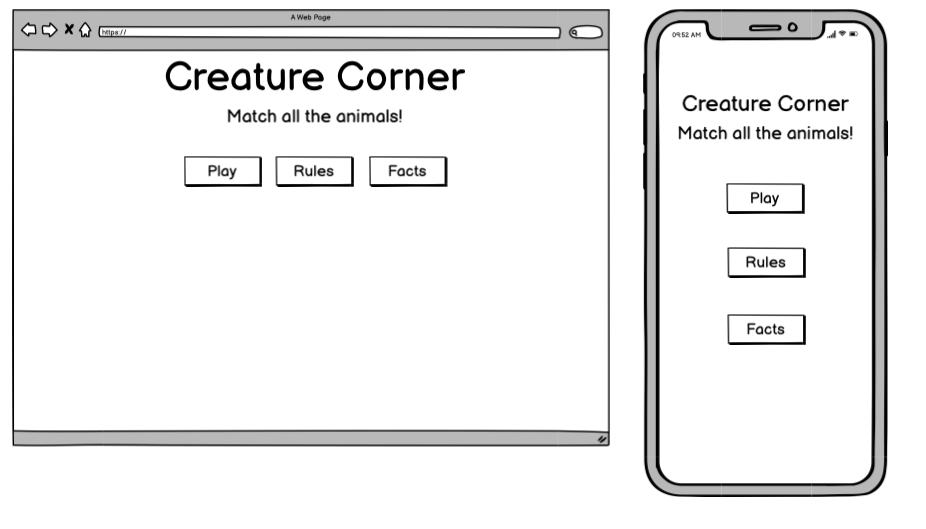 A Web Page
https://
Creature Corner
Match all the animals!
Play Rules Facts
09:52 AM
Creature Corner
Match all the animals!
Play
Rules
Facts